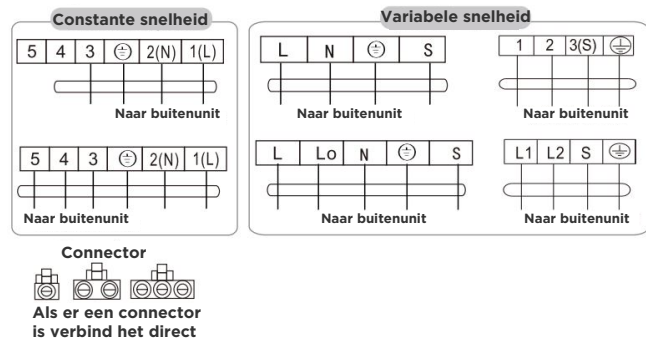 Constante snelheid
5 4 3 2(N) 1(L)
Naar buitenunit
5 4 3 2(N) 1(L)
Naar buitenunit
Variabele snelheid
L N S
Naar buitenunit
1 2 3(S)
Naar buitenunit
L Lo N S
Naar buitenunit
L1 L2 S
Naar buitenunit
Connector
Als er een connector
is verbind het direct